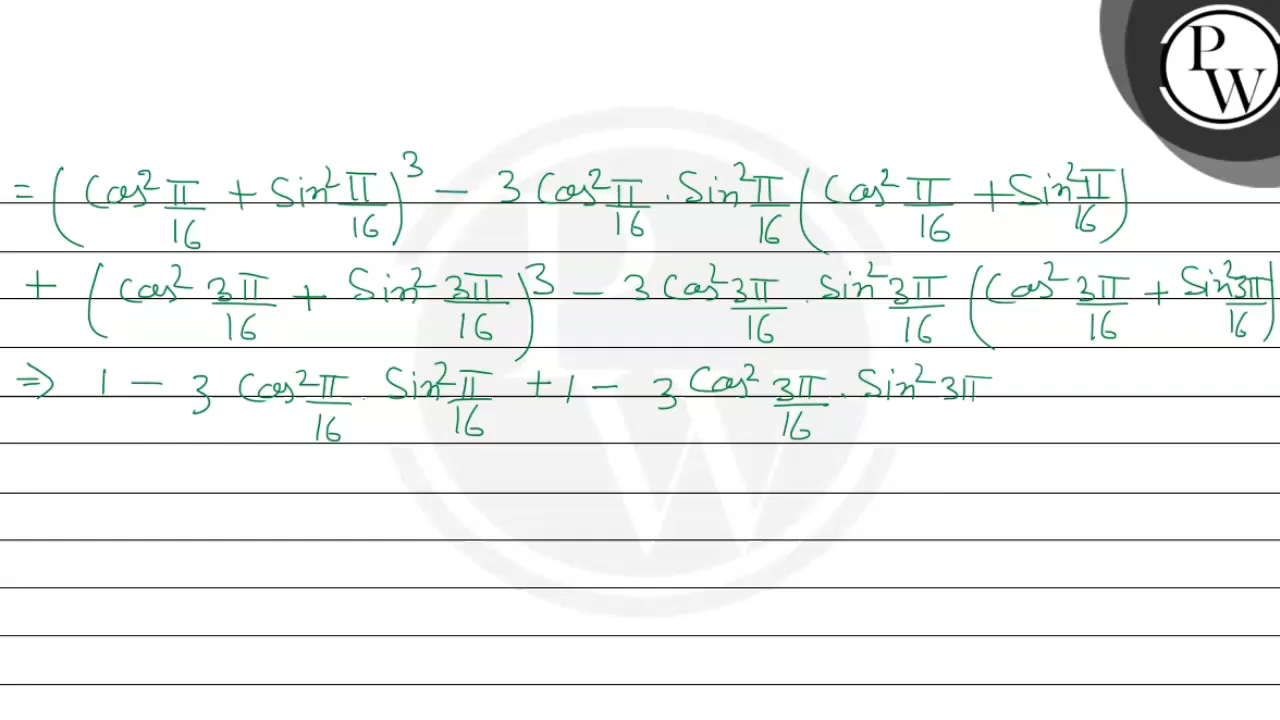 PW
= (Cos² π/16 + Sin² π/16)³ − 3 Cos² π/16 . Sin² π/16 (Cos² π/16 + Sin² π/16)
+ (Cos² 3π/16 + Sin² 3π/16)³ − 3 Cos² 3π/16 . Sin² 3π/16 (Cos² 3π/16 + Sin² 3π/16)
⇒ 1 − 3 Cos² π/16 . Sin² π/16 + 1 − 3 Cos² 3π/16 . Sin² 3π